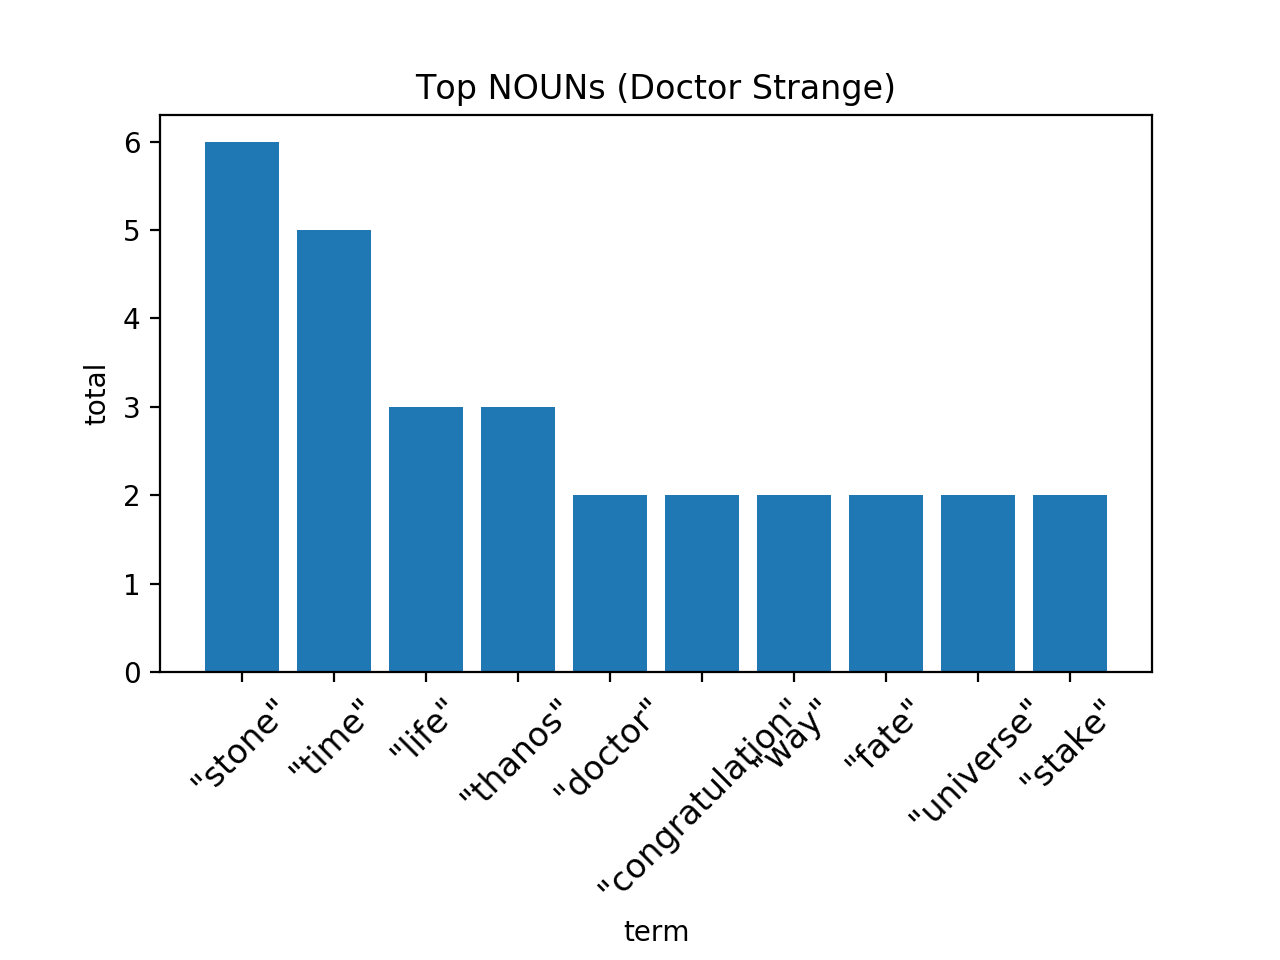 Top NOUNs (Doctor Strange)
6
5
4
3
2
1
0
total
"stone"
"time"
"life"
"thanos"
"doctor"
"congratulation"
"way"
"fate"
"universe"
"stake"
term